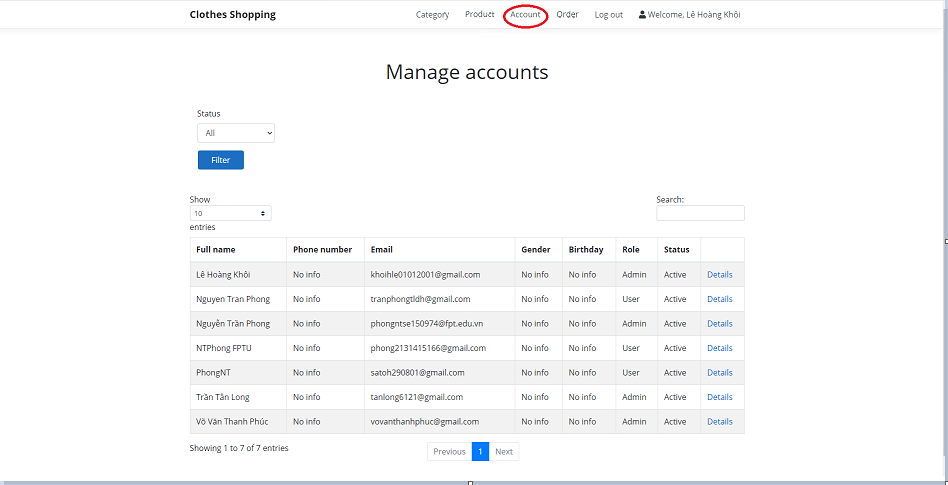 Clothes Shopping Category Product Account Order Log out Welcome, Lê Hoàng Khôi
Manage accounts
Status
All
Filter
Show
10
entries
Search:
Full name Phone number Email Gender Birthday Role Status
Lê Hoàng Khôi No info khoihle01012001@gmail.com No info No info Admin Active Details
Nguyen Tran Phong No info tranphongtldh@gmail.com No info No info User Active Details
Nguyễn Trần Phong No info phongntse150974@fpt.edu.vn No info No info Admin Active Details
NTPhong FPTU No info phong2131415166@gmail.com No info No info User Active Details
PhongNT No info satoh290801@gmail.com No info No info User Active Details
Trần Tân Long No info tanlong6121@gmail.com No info No info Admin Active Details
Võ Văn Thanh Phúc No info vovanthanhphuc@gmail.com No info No info Admin Active Details
Showing 1 to 7 of 7 entries Previous 1 Next